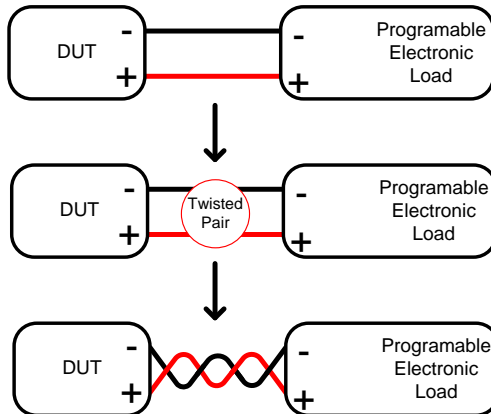 DUT
-
+
-
+
Programable
Electronic
Load
DUT
-
+
Twisted
Pair
-
+
Programable
Electronic
Load
DUT
-
+
-
+
Programable
Electronic
Load